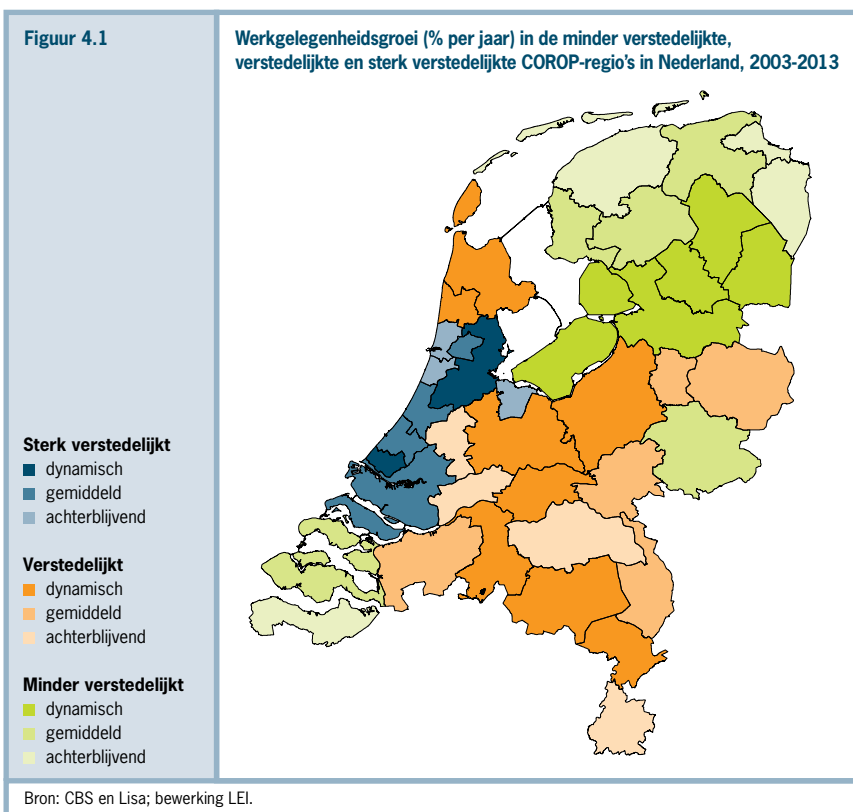 Figuur 4.1
Werkgelegenheidsgroei (% per jaar) in de minder verstedelijkte,
verstedelijkte en sterk verstedelijkte COROP-regio's in Nederland, 2003-2013
Sterk verstedelijkt
dynamisch
gemiddeld
achterblijvend
Verstedelijkt
dynamisch
gemiddeld
achterblijvend
Minder verstedelijkt
dynamisch
gemiddeld
achterblijvend
Bron: CBS en Lisa; bewerking LEI.